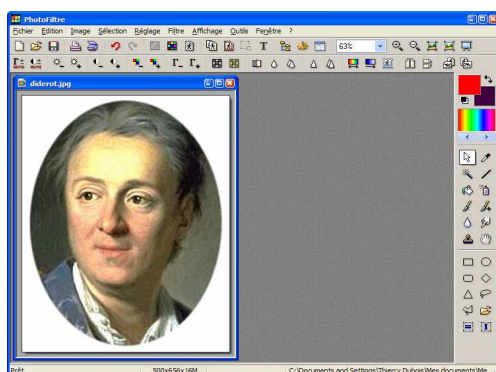 PhotoFiltre
Fichier Edition Image Sélection Réglage Filtre Affichage Outils Fenêtre ?
T 63%
diderot.jpg
Prêt 500x656x16M C:\Documents and Settings\Thierry Dubois\Mes documents\Me